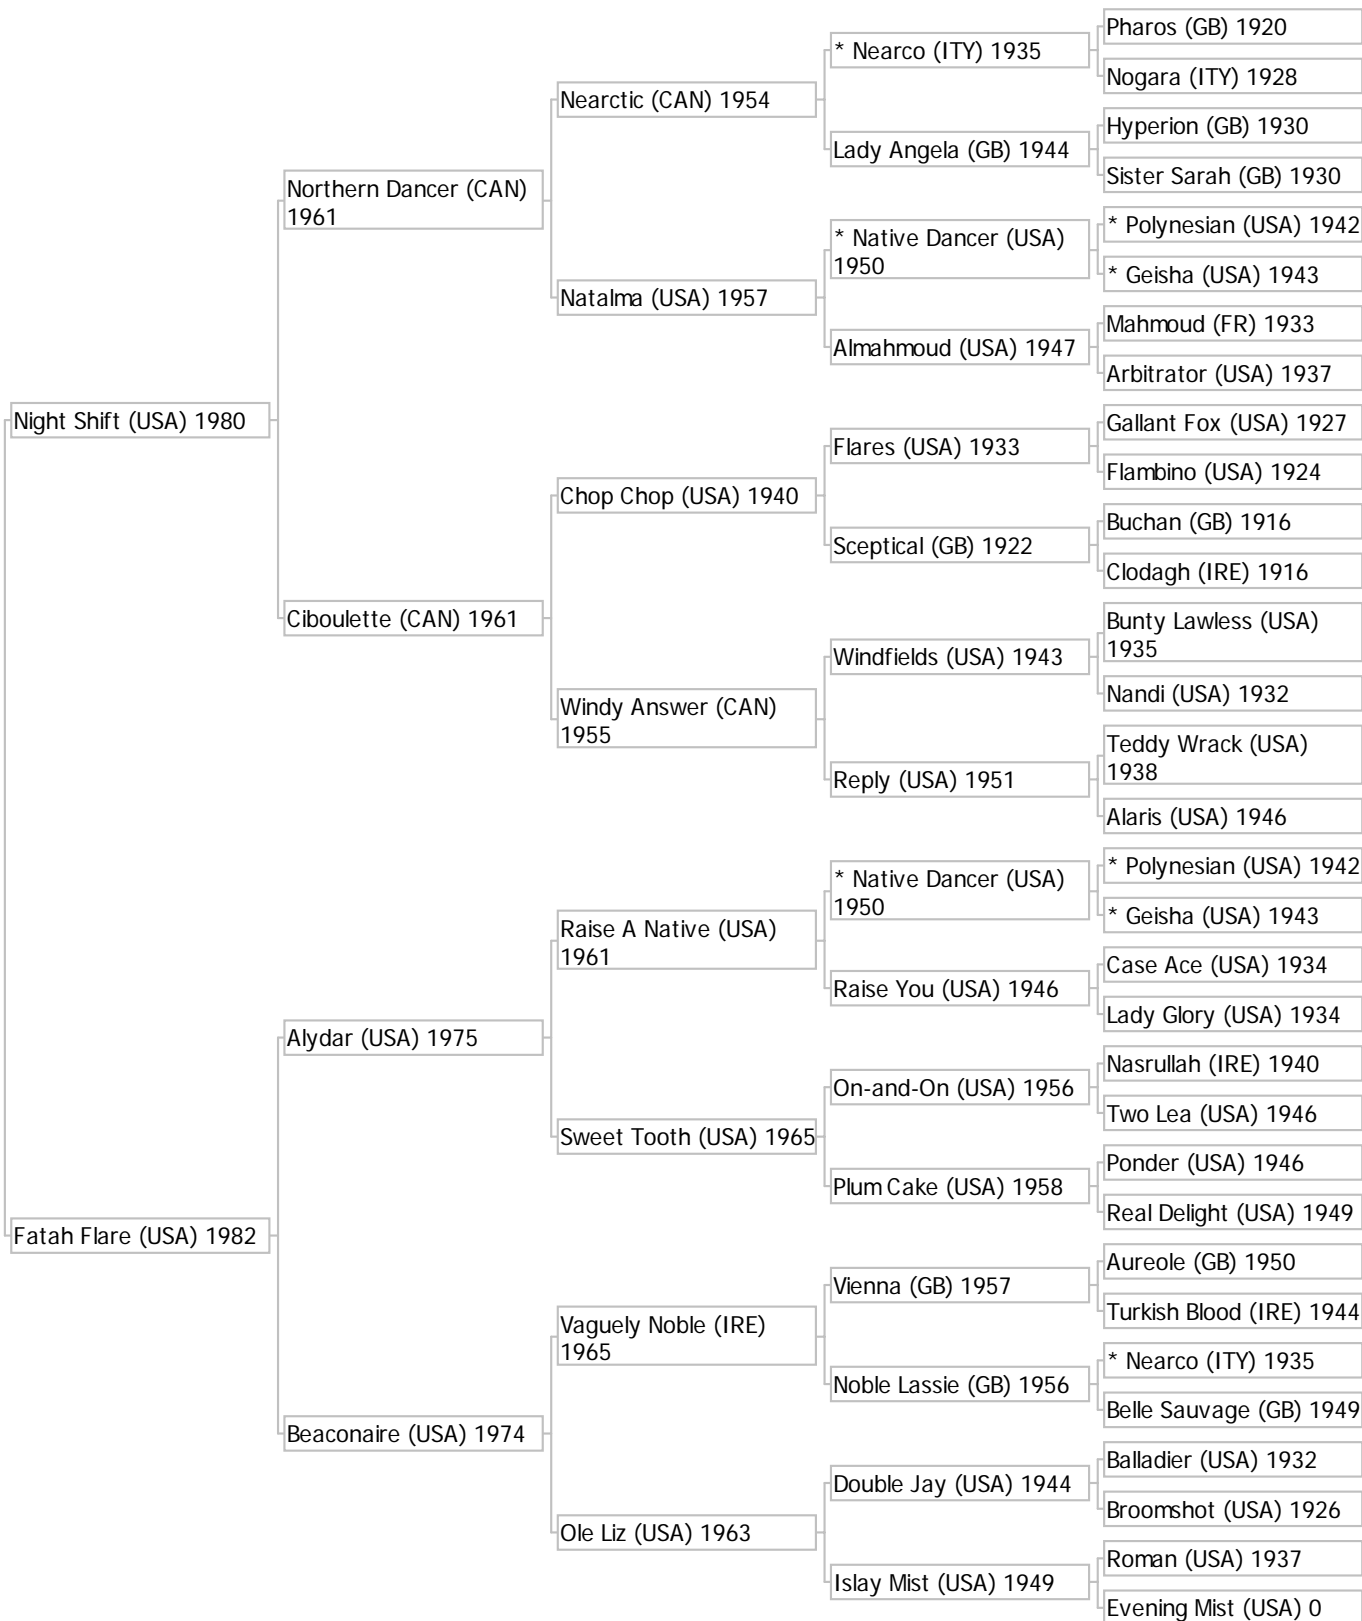 Pharos (GB) 1920
* Nearco (ITY) 1935
Nogara (ITY) 1928
Nearctic (CAN) 1954
Hyperion (GB) 1930
Lady Angela (GB) 1944
Sister Sarah (GB) 1930
Northern Dancer (CAN)
1961
* Polynesian (USA) 1942
* Native Dancer (USA)
1950
* Geisha (USA) 1943
Natalma (USA) 1957
Mahmoud (FR) 1933
Almahmoud (USA) 1947
Arbitrator (USA) 1937
Night Shift (USA) 1980
Gallant Fox (USA) 1927
Flares (USA) 1933
Flambino (USA) 1924
Chop Chop (USA) 1940
Buchan (GB) 1916
Sceptical (GB) 1922
Clodagh (IRE) 1916
Ciboulette (CAN) 1961
Bunty Lawless (USA)
1935
Windfields (USA) 1943
Nandi (USA) 1932
Windy Answer (CAN)
1955
Teddy Wrack (USA)
1938
Reply (USA) 1951
Alaris (USA) 1946
* Polynesian (USA) 1942
* Native Dancer (USA)
1950
* Geisha (USA) 1943
Raise A Native (USA)
1961
Case Ace (USA) 1934
Raise You (USA) 1946
Lady Glory (USA) 1934
Alydar (USA) 1975
Nasrullah (IRE) 1940
On-and-On (USA) 1956
Two Lea (USA) 1946
Sweet Tooth (USA) 1965
Ponder (USA) 1946
Plum Cake (USA) 1958
Real Delight (USA) 1949
Fatah Flare (USA) 1982
Aureole (GB) 1950
Vienna (GB) 1957
Turkish Blood (IRE) 1944
Vaguely Noble (IRE)
1965
* Nearco (ITY) 1935
Noble Lassie (GB) 1956
Belle Sauvage (GB) 1949
Beaconaire (USA) 1974
Balladier (USA) 1932
Double Jay (USA) 1944
Broomshot (USA) 1926
Ole Liz (USA) 1963
Roman (USA) 1937
Islay Mist (USA) 1949
Evening Mist (USA) 0